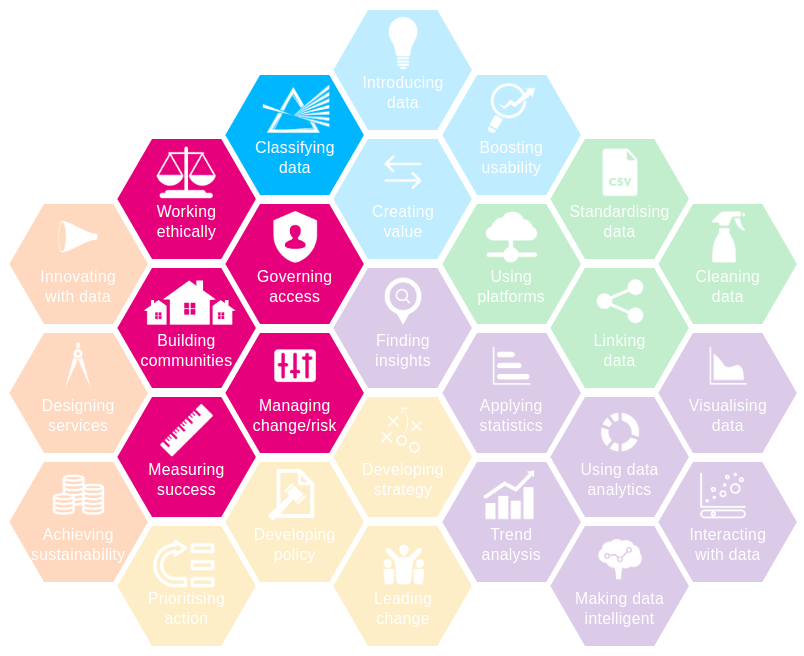 Introducing
data
Classifying
data
Boosting
usability
Working
ethically
Creating
value
CSV
Standardising
data
Innovating
with data
Governing
access
Using
platforms
Cleaning
data
Building
communities
Finding
insights
Linking
data
Designing
services
Managing
change/risk
Applying
statistics
Visualising
data
Measuring
success
Developing
strategy
Using data
analytics
Achieving
sustainability
Developing
policy
Trend
analysis
Interacting
with data
Prioritising
action
Leading
change
Making data
intelligent